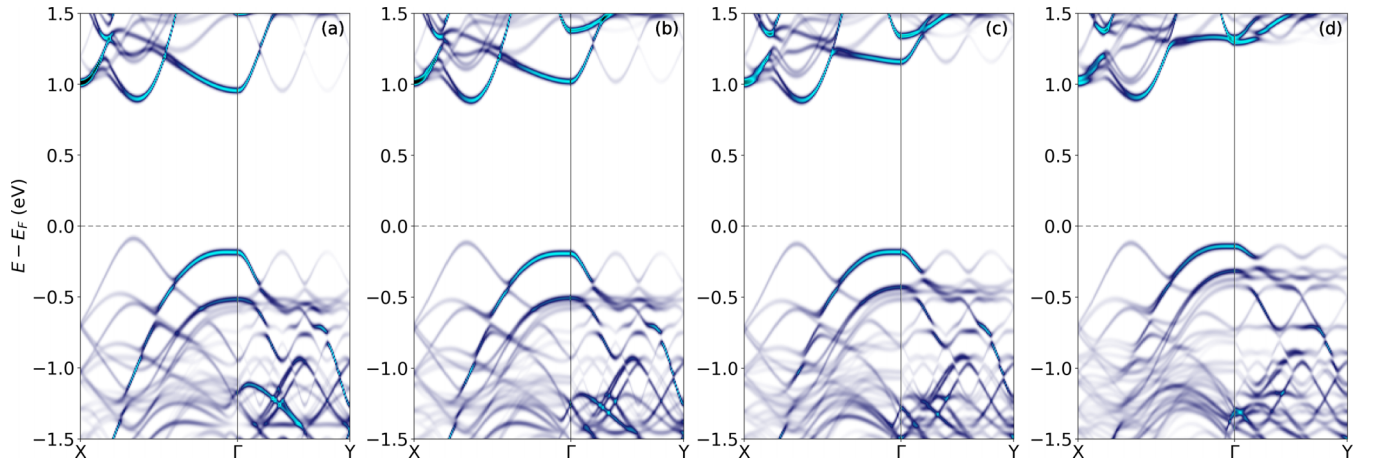 (a) (b) (c) (d)
1.5 1.5 1.5 1.5
1.0 1.0 1.0 1.0
0.5 0.5 0.5 0.5
0.0 0.0 0.0 0.0
E − E_F (eV)
−0.5 −0.5 −0.5 −0.5
−1.0 −1.0 −1.0 −1.0
−1.5 −1.5 −1.5 −1.5
X Γ Y X Γ Y X Γ Y X Γ Y